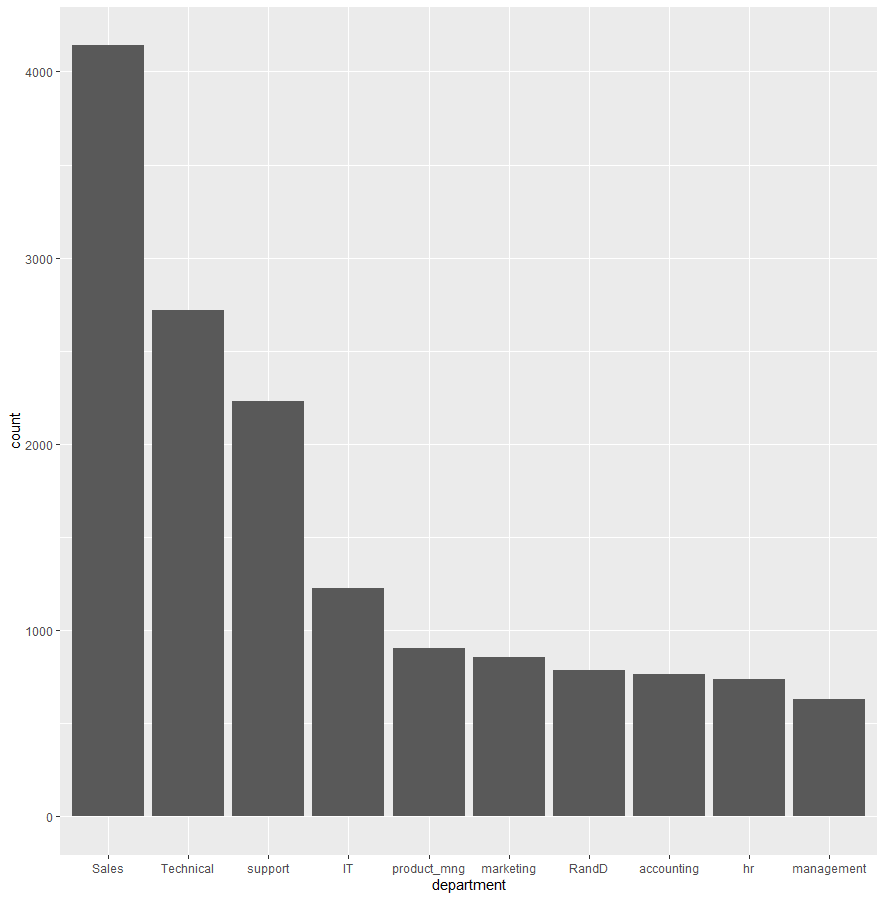 4000
3000
2000
1000
0
count
Sales Technical support IT product_mng marketing RandD accounting hr management
department